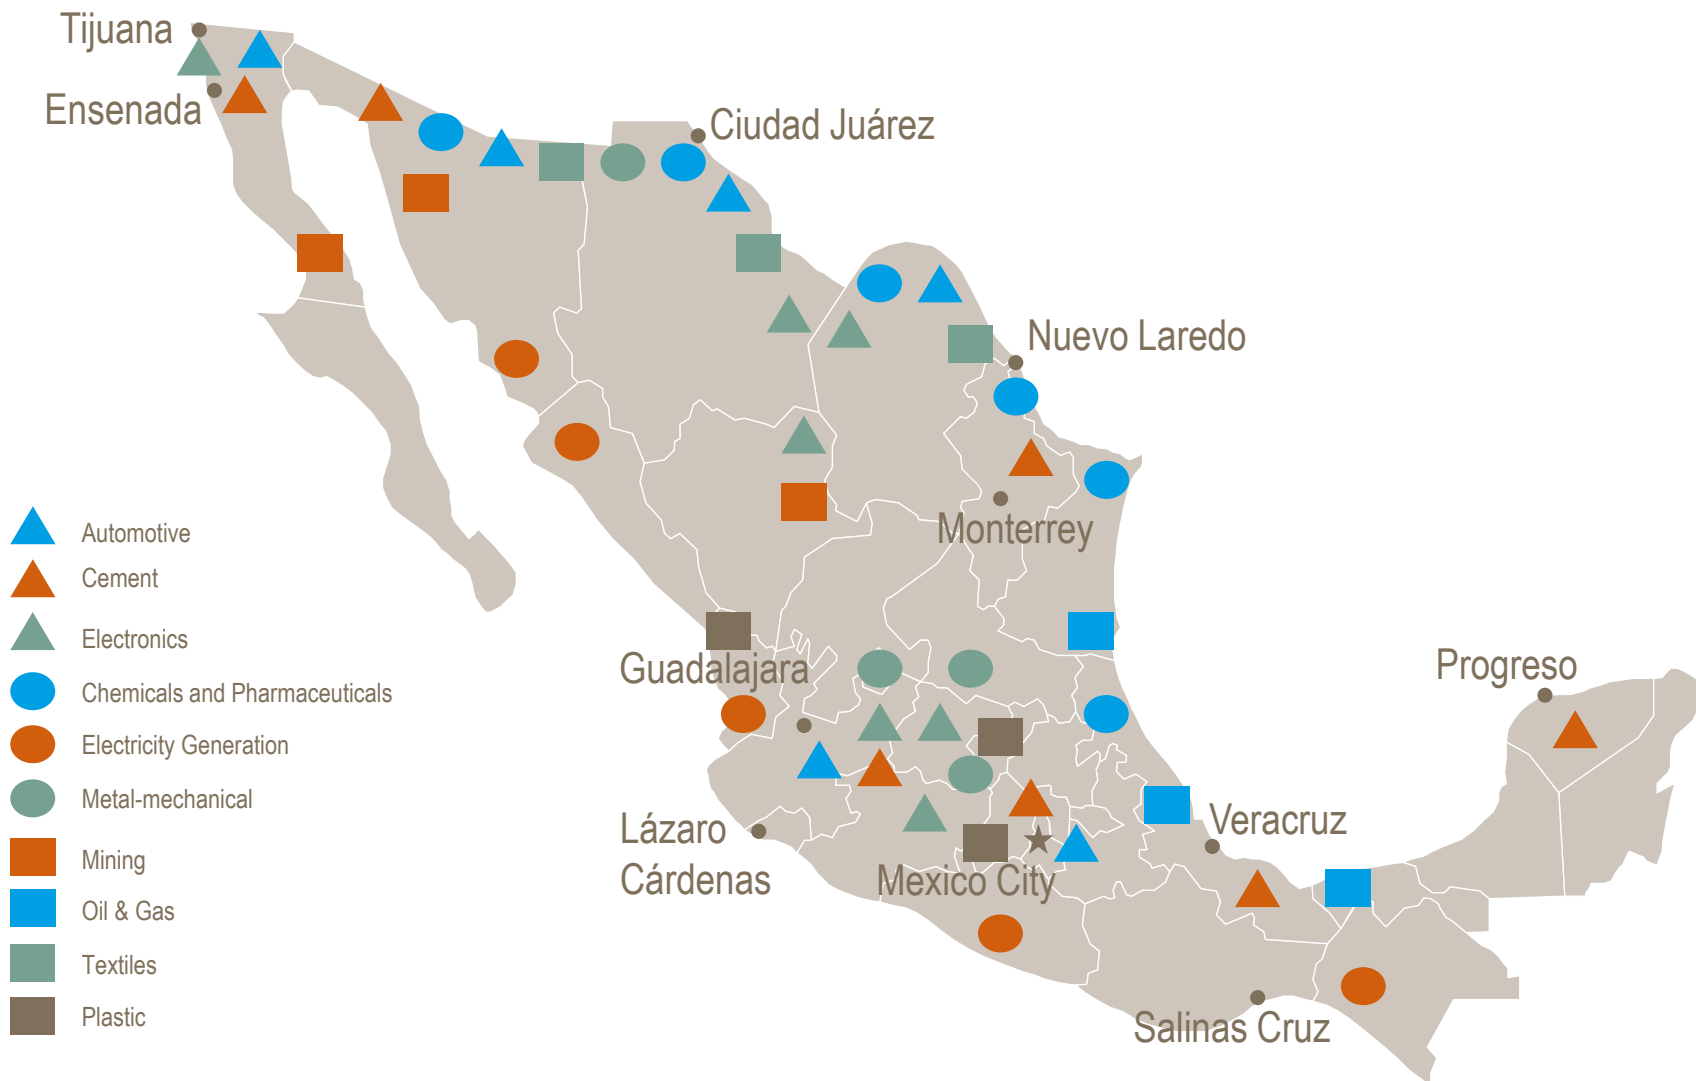 Tijuana
Ensenada
Ciudad Juárez
Nuevo Laredo
Monterrey
Guadalajara
Progreso
Lázaro
Cárdenas
Mexico City
Veracruz
Salinas Cruz
Automotive
Cement
Electronics
Chemicals and Pharmaceuticals
Electricity Generation
Metal-mechanical
Mining
Oil & Gas
Textiles
Plastic